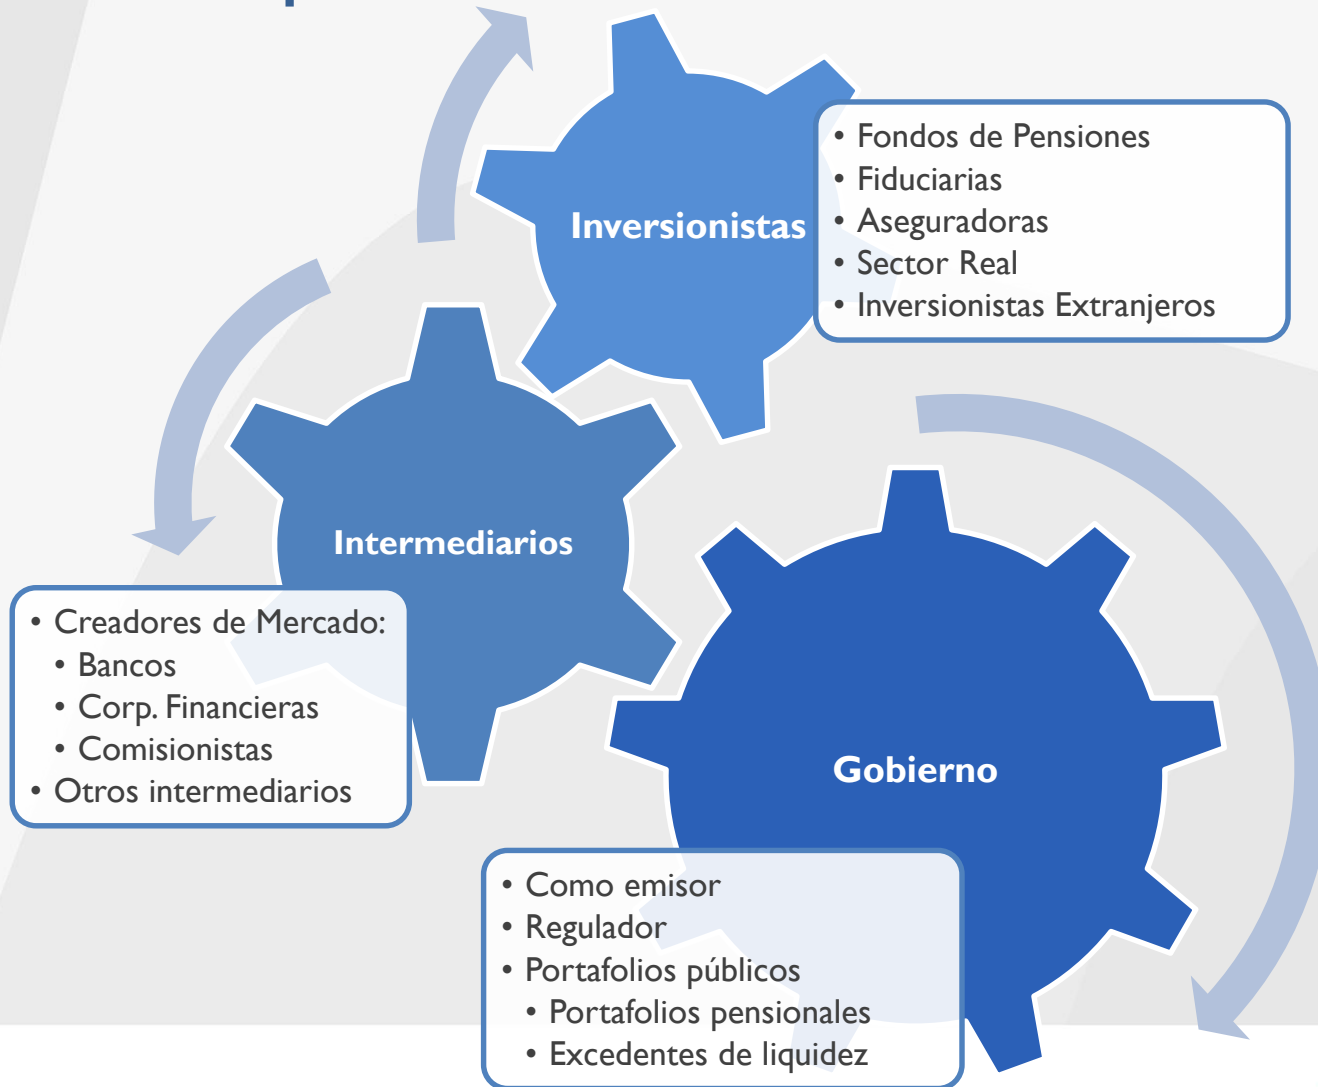 Inversionistas
• Fondos de Pensiones
• Fiduciarias
• Aseguradoras
• Sector Real
• Inversionistas Extranjeros
Intermediarios
• Creadores de Mercado:
• Bancos
• Corp. Financieras
• Comisionistas
• Otros intermediarios
Gobierno
• Como emisor
• Regulador
• Portafolios públicos
• Portafolios pensionales
• Excedentes de liquidez